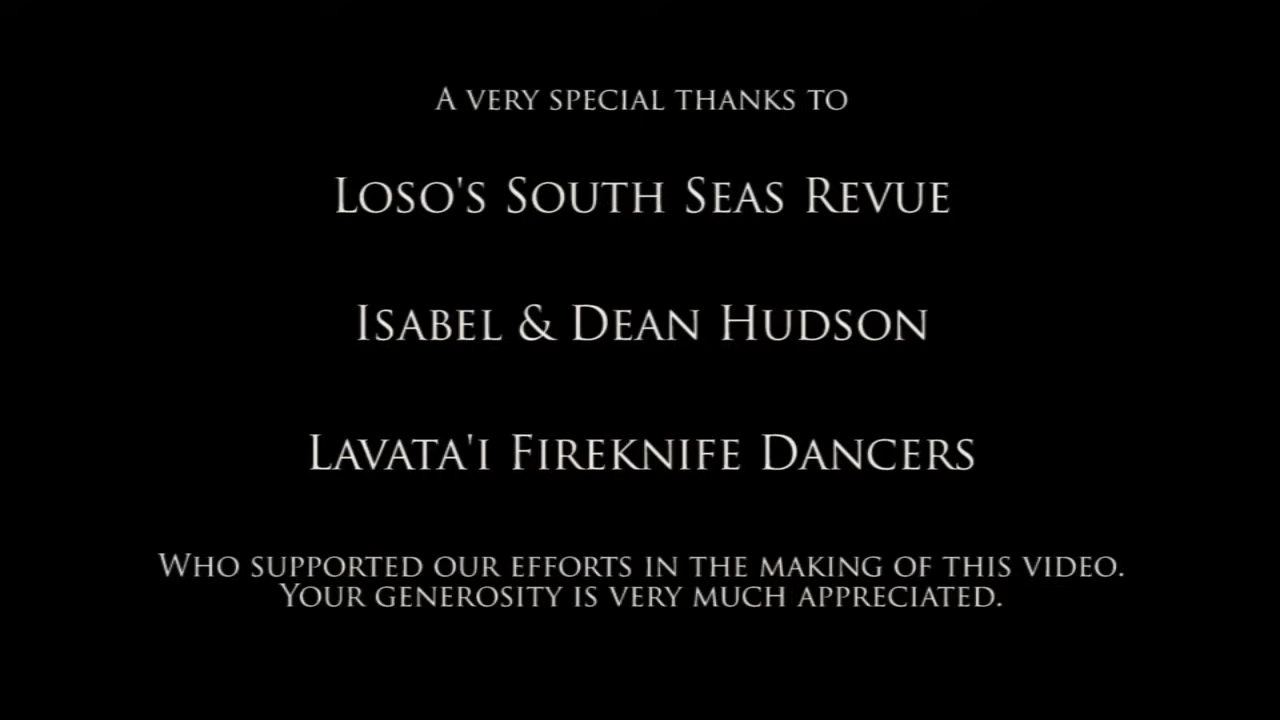 A very special thanks to
Loso's South Seas Revue
Isabel & Dean Hudson
Lavata'i Fireknife Dancers
Who supported our efforts in the making of this video.
Your generosity is very much appreciated.